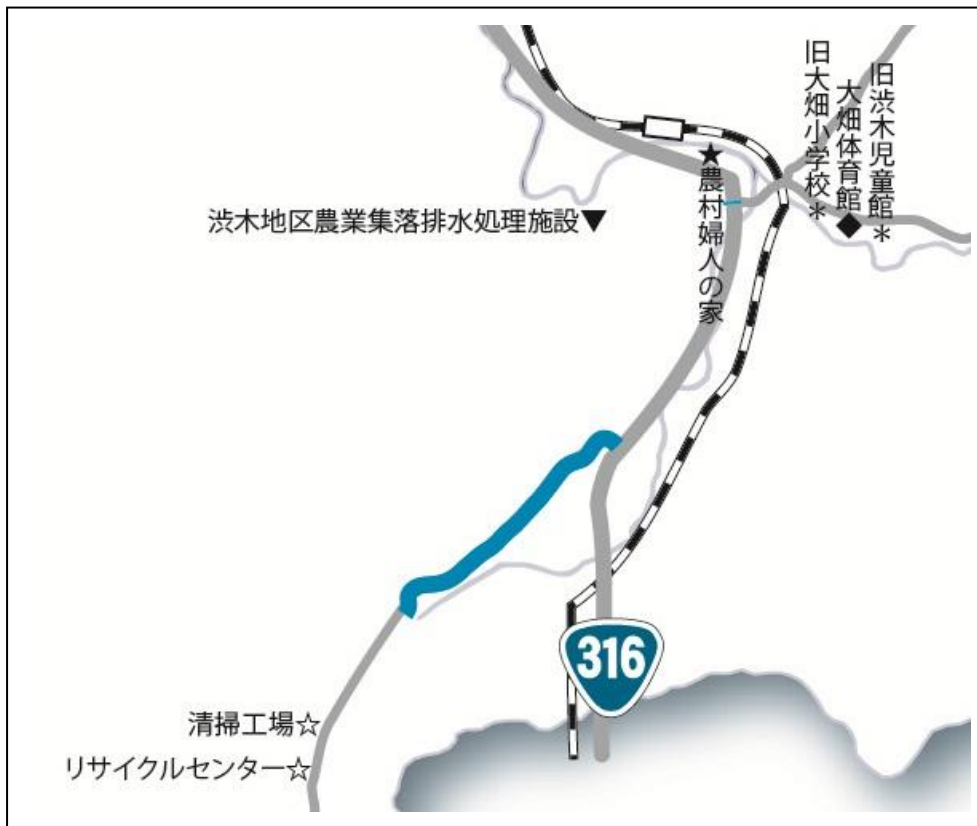 旧渋木児童館＊
大畑体育館◆
旧大畑小学校＊
★農村婦人の家
渋木地区農業集落排水処理施設▼
316
清掃工場☆
リサイクルセンター☆